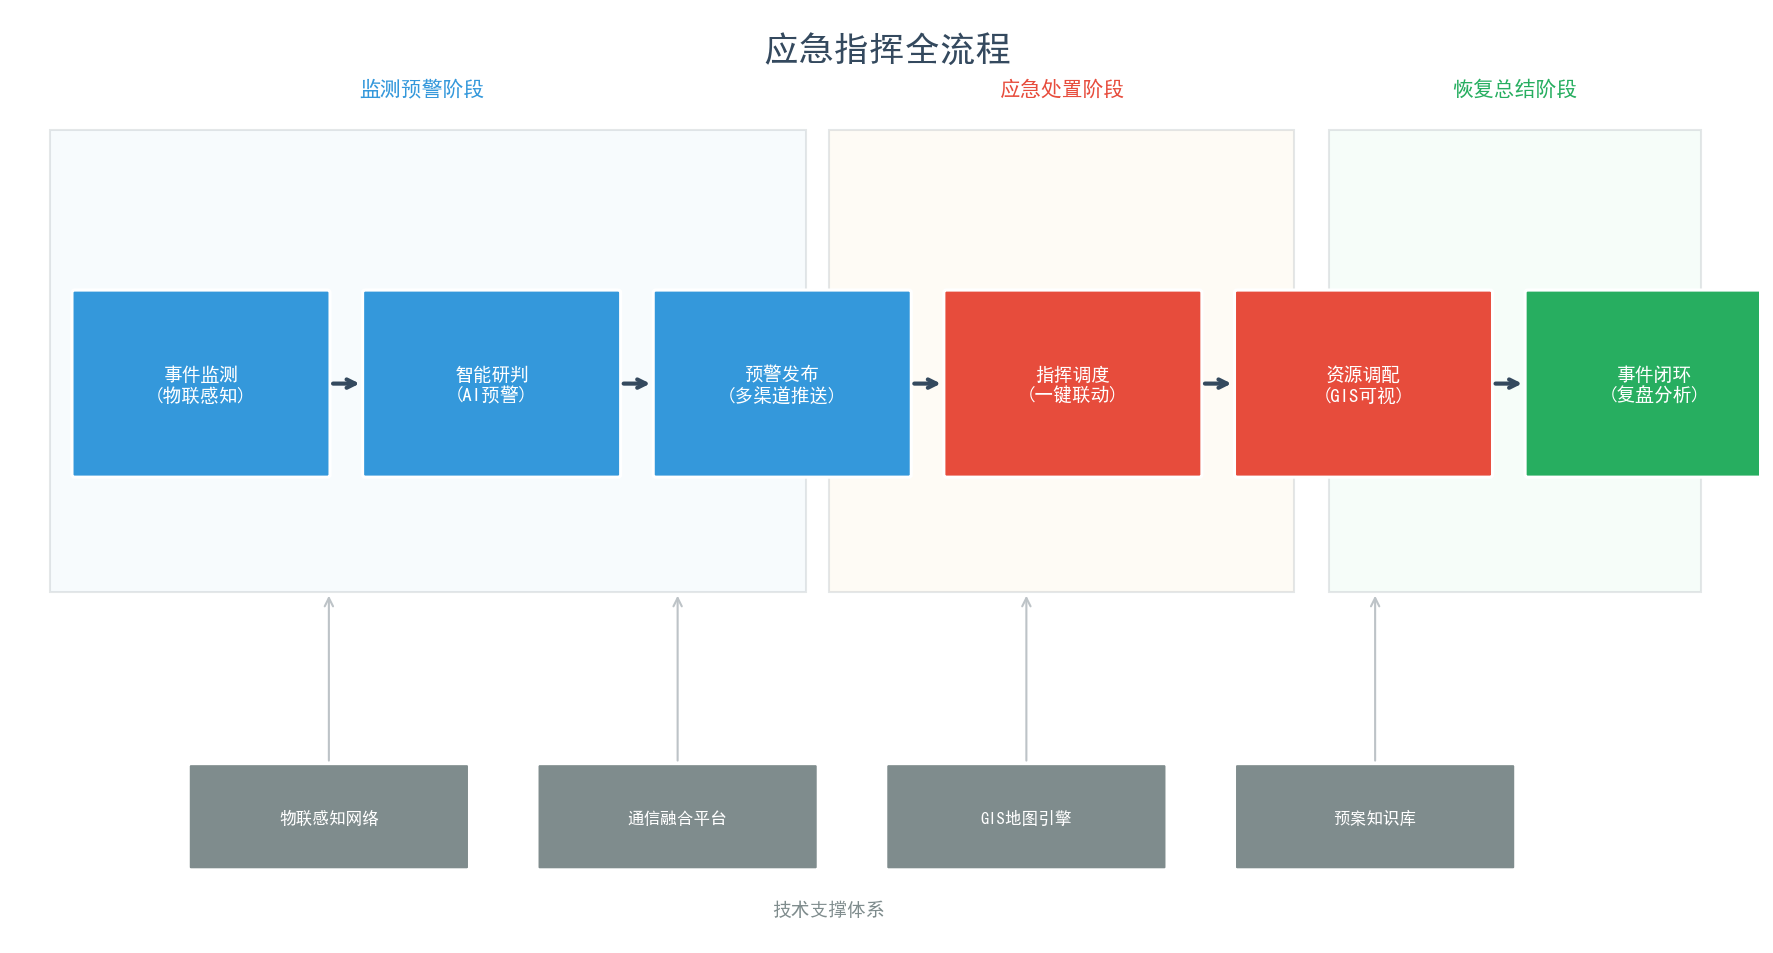 应急指挥全流程
监测预警阶段
应急处置阶段
恢复总结阶段
事件监测
(物联感知)
智能研判
(AI预警)
预警发布
(多渠道推送)
指挥调度
(一键联动)
资源调配
(GIS可视)
事件闭环
(复盘分析)
物联感知网络
通信融合平台
GIS地图引擎
预案知识库
技术支撑体系